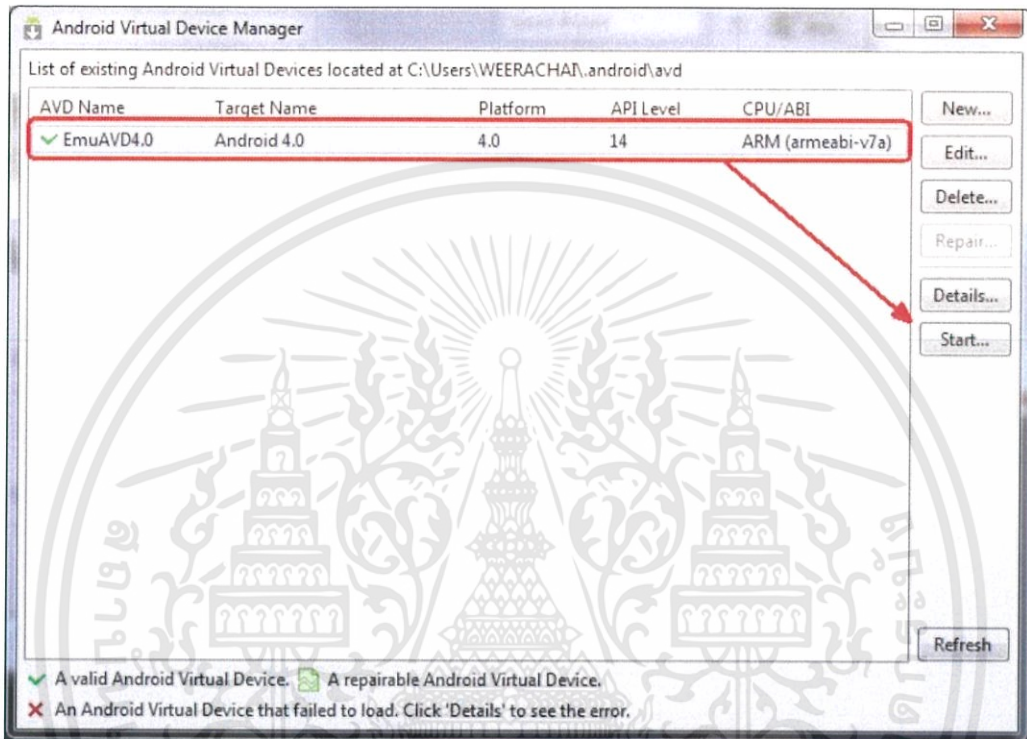 Android Virtual Device Manager
List of existing Android Virtual Devices located at C:\Users\WEERACHAI\.android\avd
AVD Name Target Name Platform API Level CPU/ABI
EmuAVD4.0 Android 4.0 4.0 14 ARM (armeabi-v7a)
New...
Edit...
Delete...
Repair...
Details...
Start...
Refresh
A valid Android Virtual Device. A repairable Android Virtual Device.
An Android Virtual Device that failed to load. Click 'Details' to see the error.